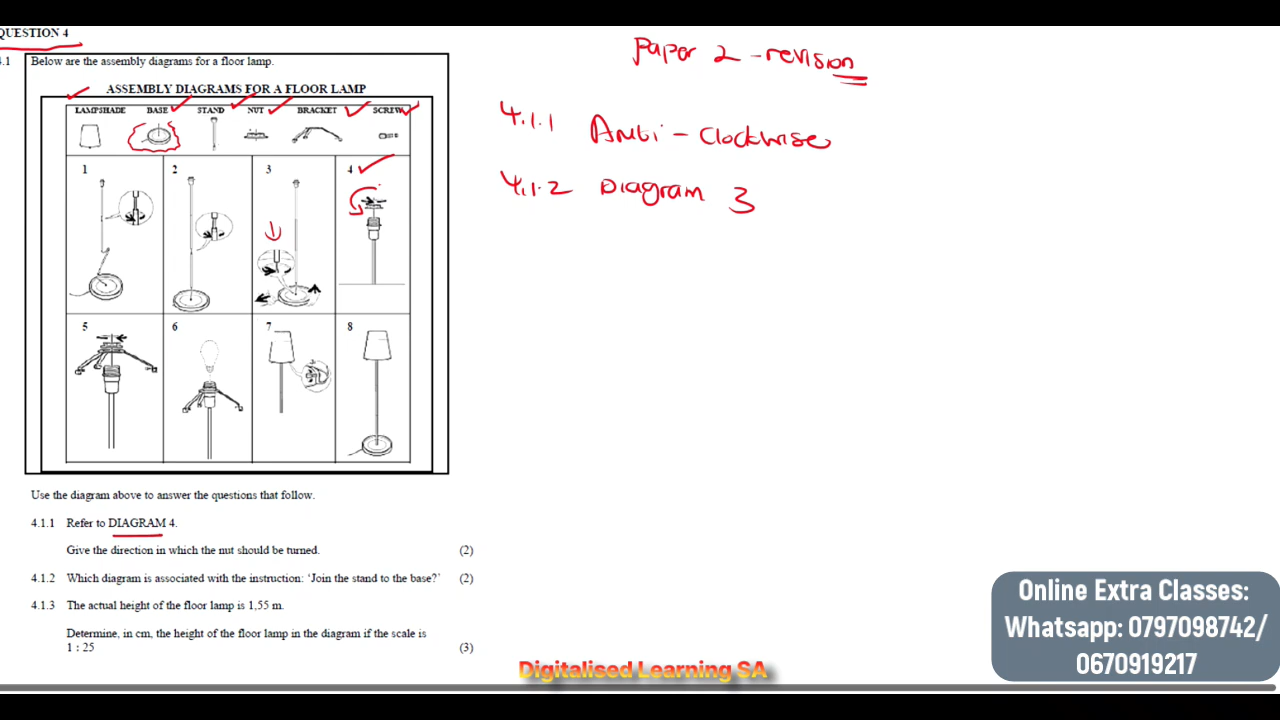 QUESTION 4
4.1 Below are the assembly diagrams for a floor lamp.
ASSEMBLY DIAGRAMS FOR A FLOOR LAMP
LAMPSHADE BASE STAND NUT BRACKET SCREW
1 2 3 4
5 6 7 8
Use the diagram above to answer the questions that follow.
4.1.1 Refer to DIAGRAM 4.
Give the direction in which the nut should be turned. (2)
4.1.2 Which diagram is associated with the instruction: ‘Join the stand to the base?’ (2)
4.1.3 The actual height of the floor lamp is 1,55 m.
Determine, in cm, the height of the floor lamp in the diagram if the scale is
1 : 25 (3)
Paper 2 - revision
4.1.1 Anti - clockwise
4.1.2 Diagram 3
Online Extra Classes:
Whatsapp: 0797098742/
0670919217
Digitalised Learning SA